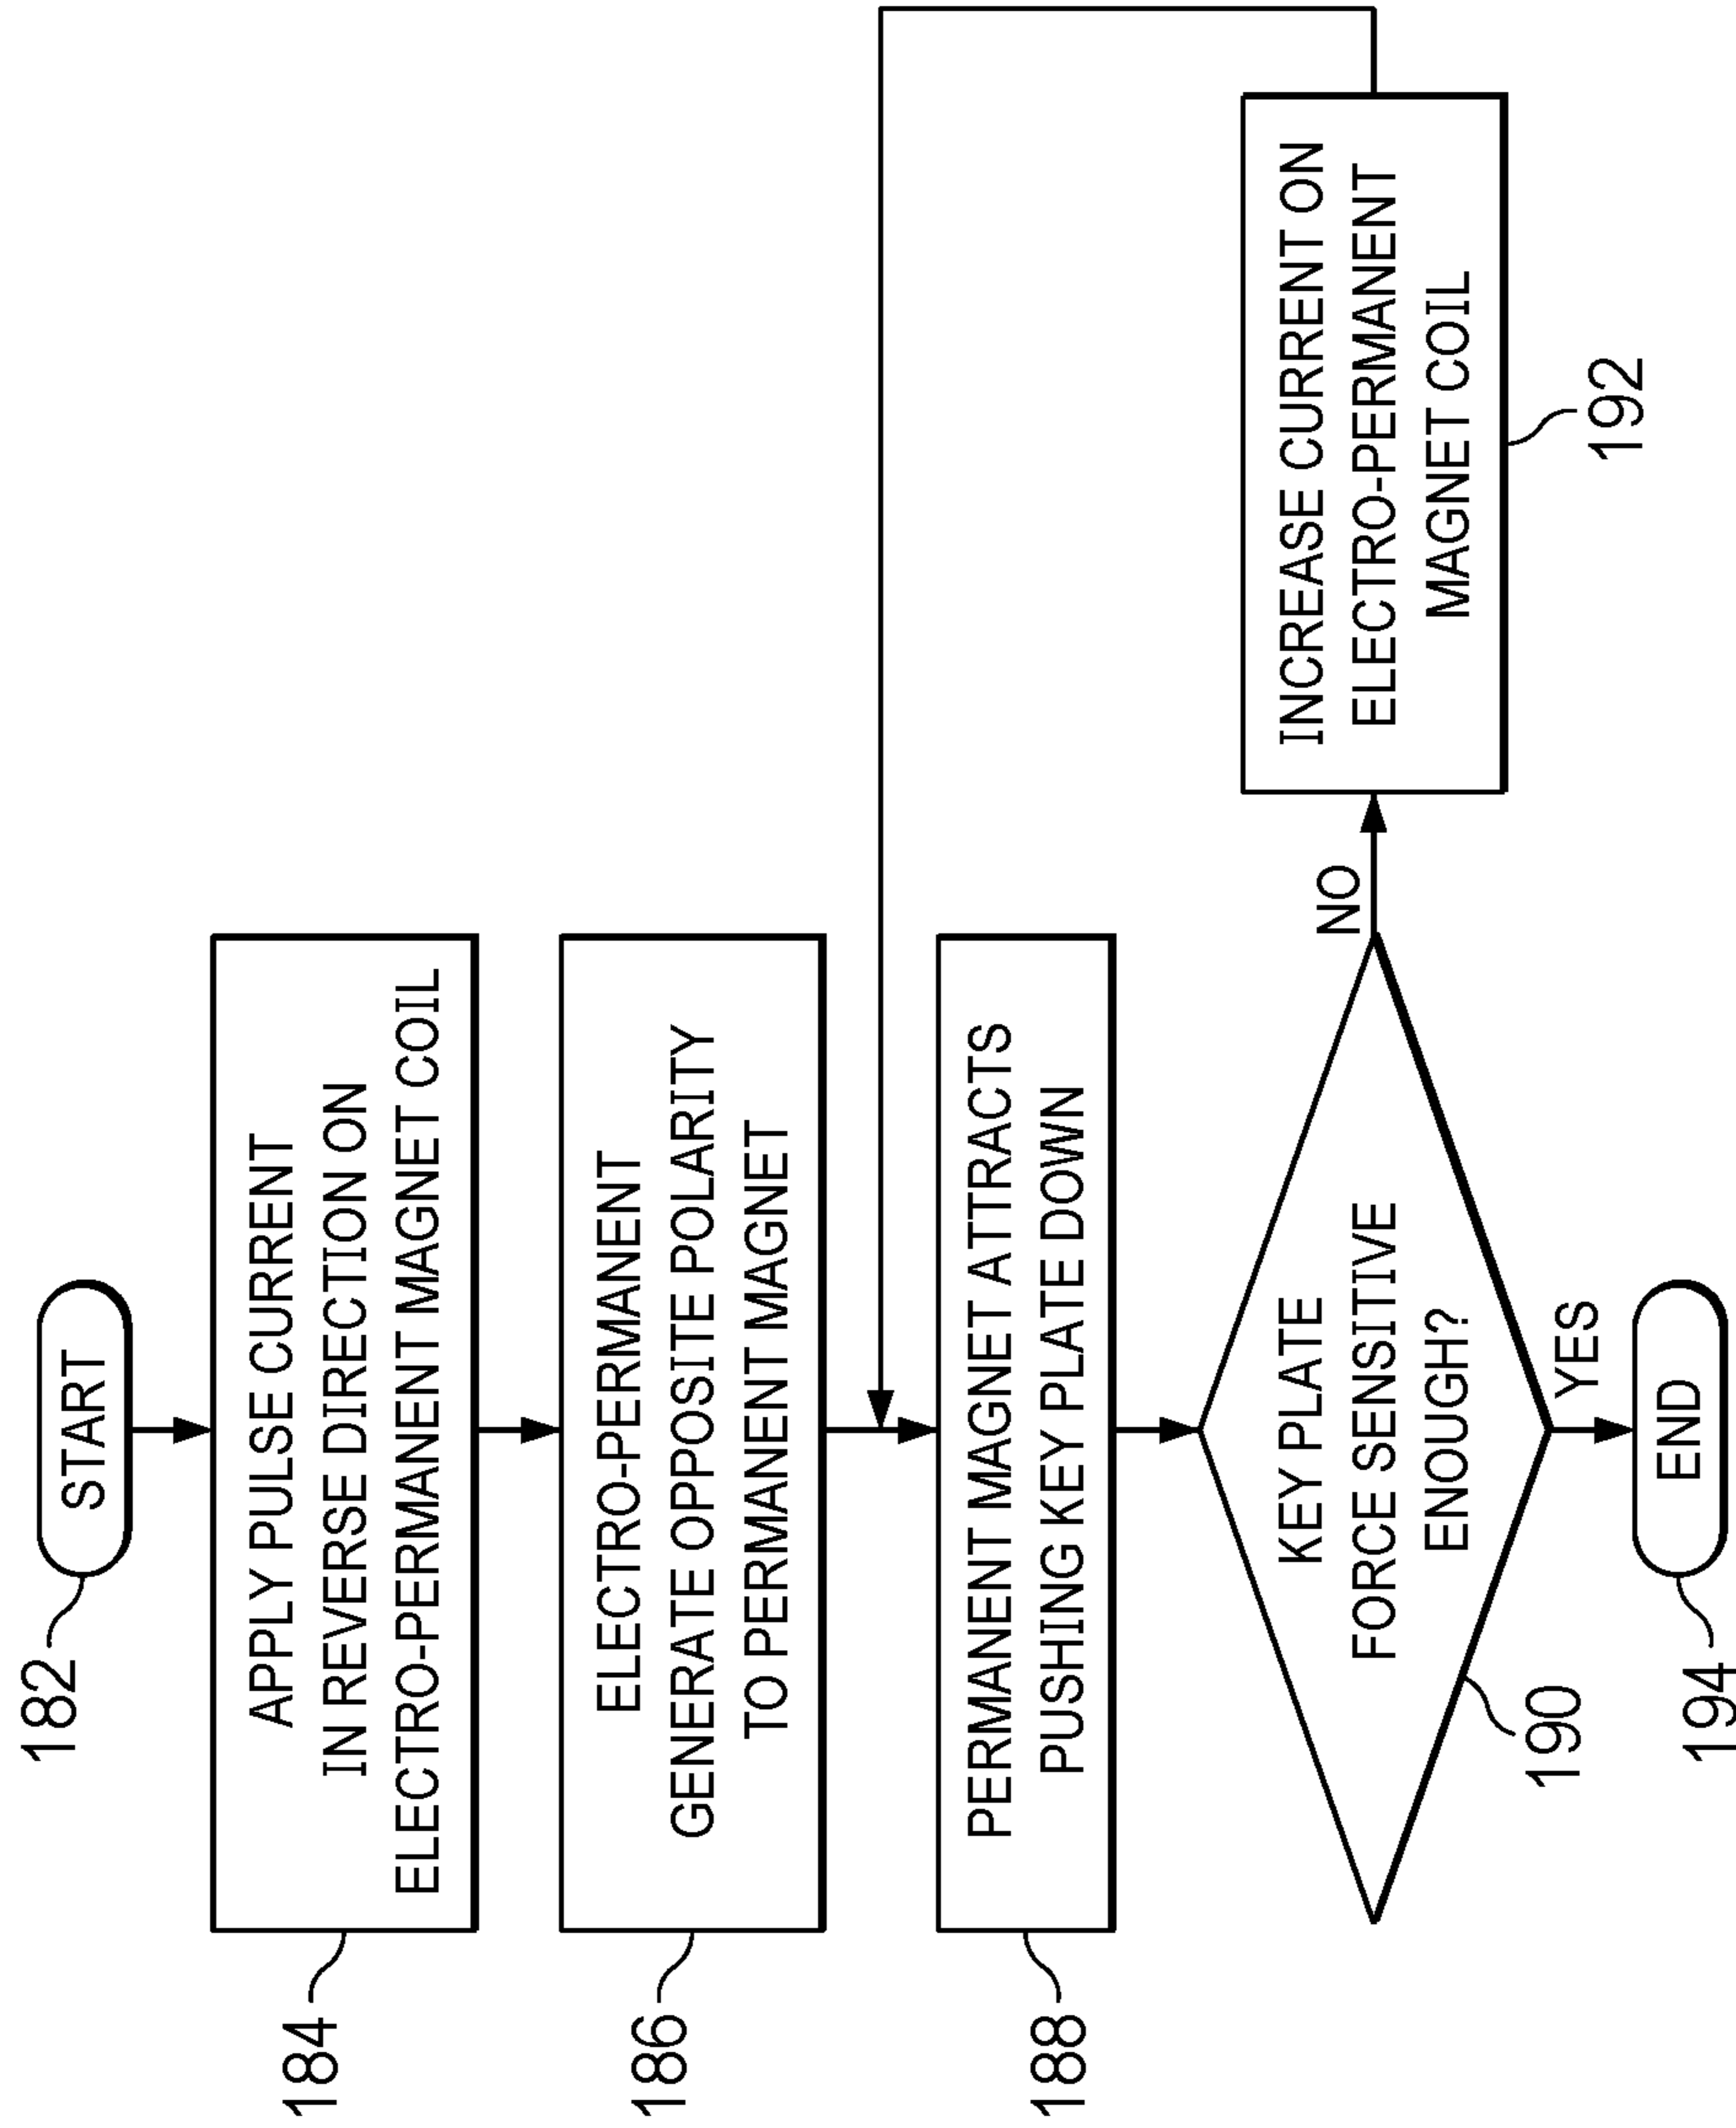 182
START
184
APPLY PULSE CURRENT
IN REVERSE DIRECTION ON
ELECTRO-PERMANENT MAGNET COIL
186
ELECTRO-PERMANENT
GENERATE OPPOSITE POLARITY
TO PERMANENT MAGNET
188
PERMANENT MAGNET ATTRACTS
PUSHING KEY PLATE DOWN
190
KEY PLATE
FORCE SENSITIVE
ENOUGH?
NO
INCREASE CURRENT ON
ELECTRO-PERMANENT
MAGNET COIL
192
YES
194
END